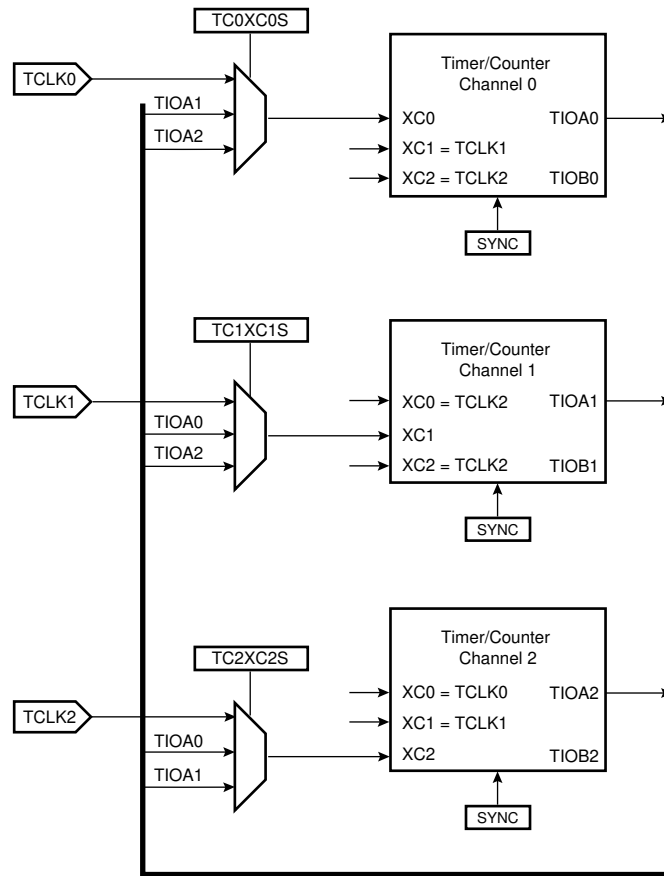 TC0XC0S
TCLK0
TIOA1
TIOA2
Timer/Counter
Channel 0
XC0
TIOA0
XC1 = TCLK1
XC2 = TCLK2
TIOB0
SYNC
TC1XC1S
TCLK1
TIOA0
TIOA2
Timer/Counter
Channel 1
XC0 = TCLK2
TIOA1
XC1
XC2 = TCLK2
TIOB1
SYNC
TC2XC2S
TCLK2
TIOA0
TIOA1
Timer/Counter
Channel 2
XC0 = TCLK0
TIOA2
XC1 = TCLK1
XC2
TIOB2
SYNC